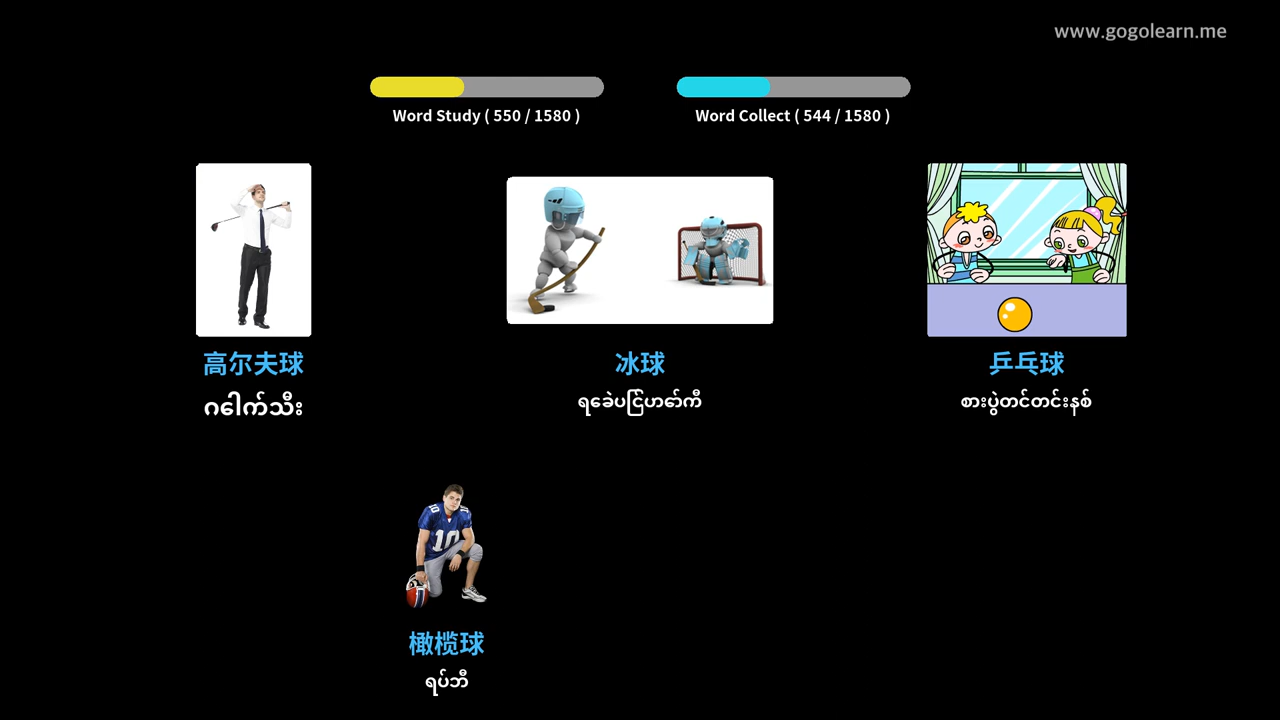 www.gogolearn.me
Word Study ( 550 / 1580 )
Word Collect ( 544 / 1580 )
高尔夫球
ဂေါက်သီး
冰球
ရခေဲပငြ်ဟာ်ေကီ
乒乓球
စားပွဲတင်တင်းနစ်
橄榄球
ရပ်ဘီ
10